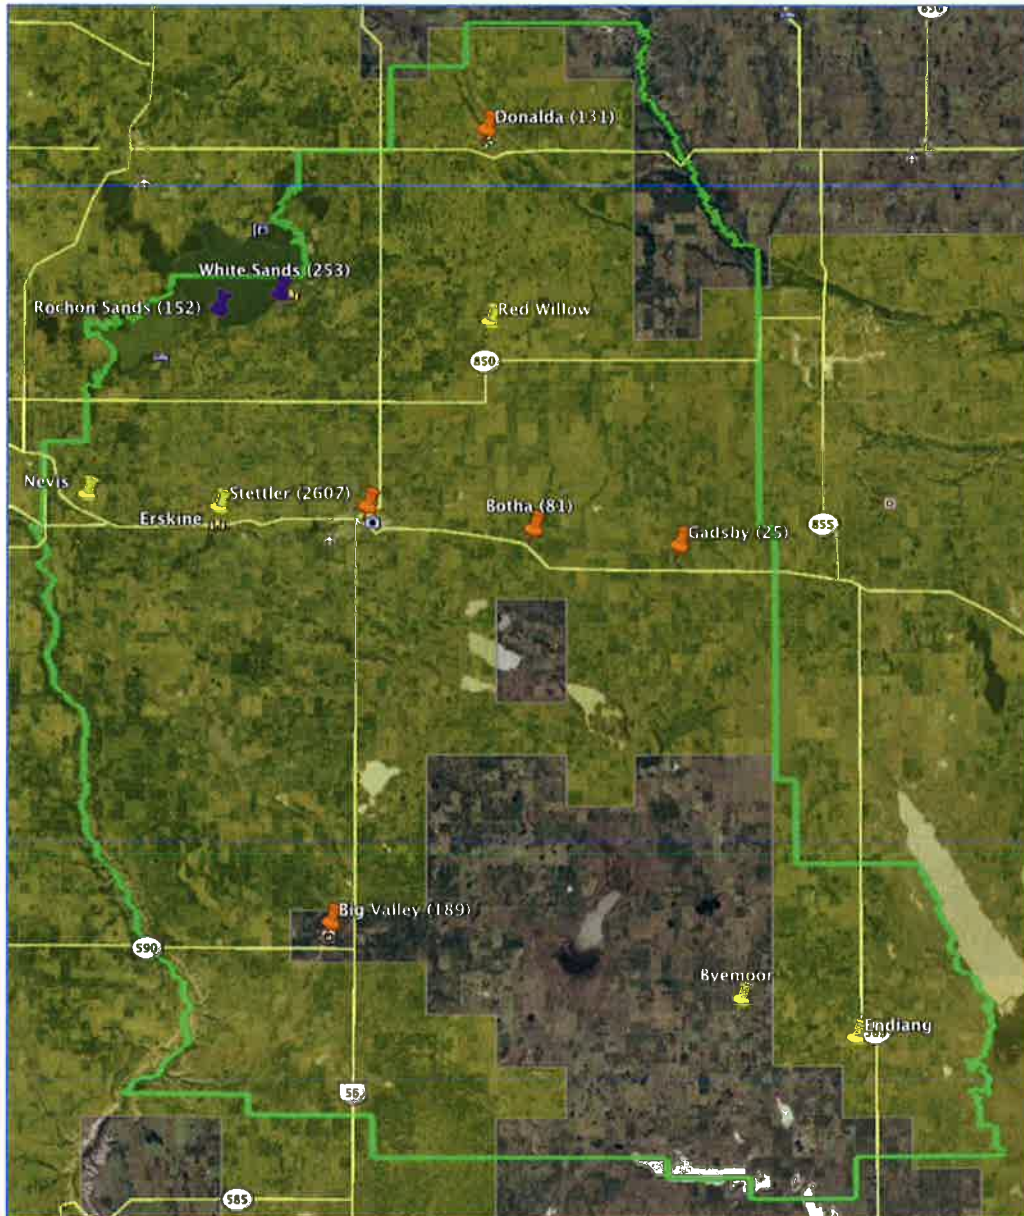 Donalda (131)
White Sands (253)
Rochon Sands (152)
Red Willow
850
Nevis
Stettler (2607)
Erskine
Botha (81)
Gadsby (25)
855
Big Valley (189)
590
Byemoor
Endiang
56
585